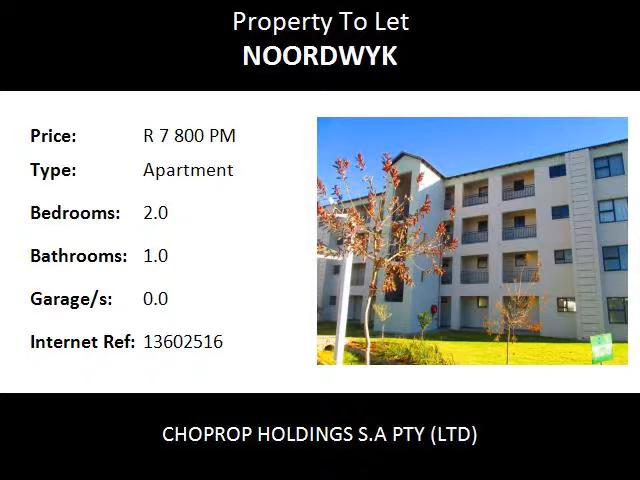 Property To Let
NOORDWYK
Price: R 7 800 PM
Type: Apartment
Bedrooms: 2.0
Bathrooms: 1.0
Garage/s: 0.0
Internet Ref: 13602516
CHOPROP HOLDINGS S.A PTY (LTD)